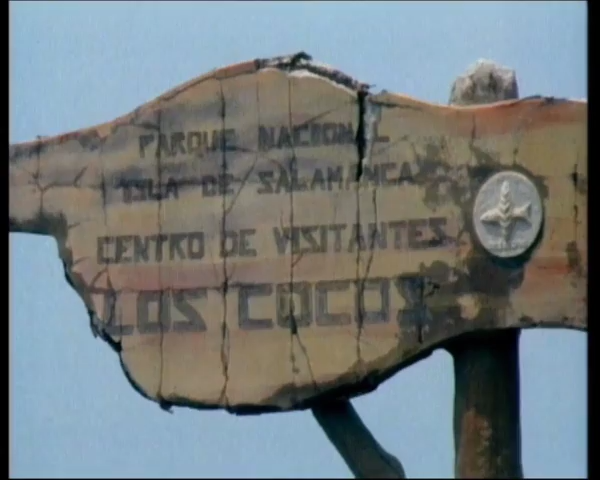 PARQUE NACIONAL
ISLA DE SALAMANCA
CENTRO DE VISITANTES
LOS COCOS